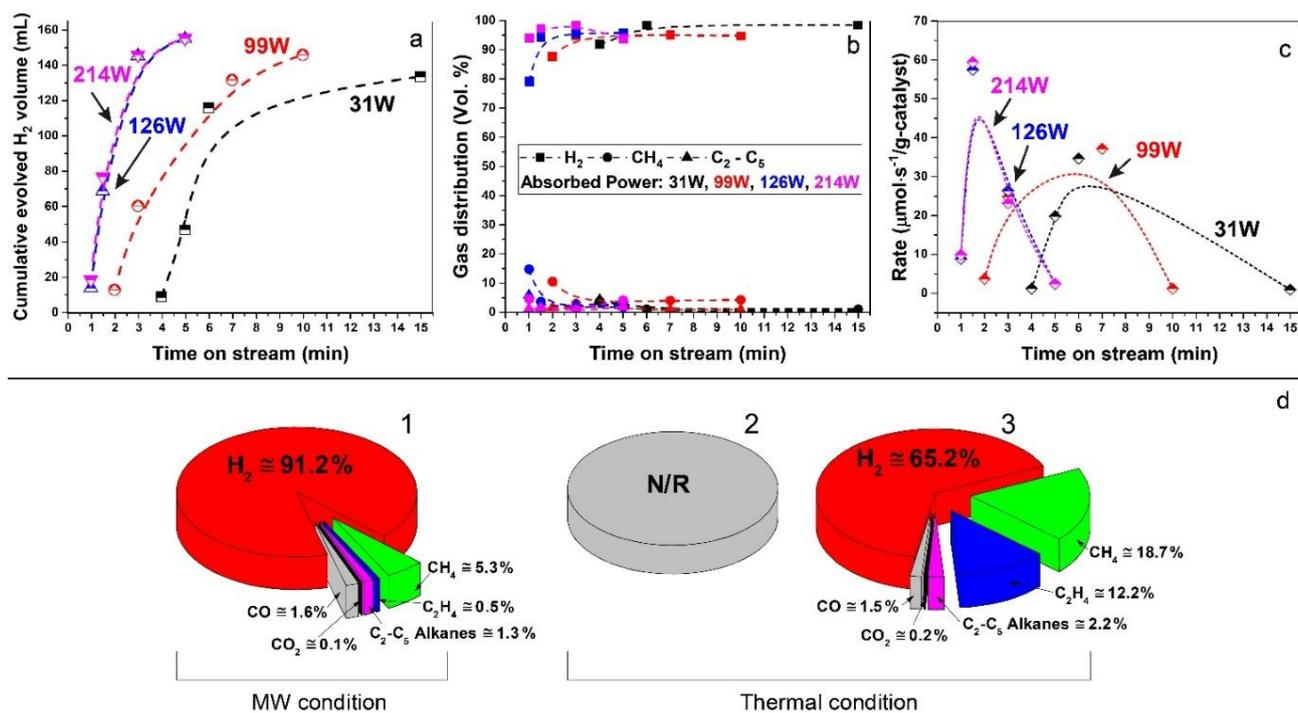 a
Cumulative evolved H₂ volume (mL)
160
140
120
100
80
60
40
20
0
214W
126W
99W
31W
0 1 2 3 4 5 6 7 8 9 10 11 12 13 14 15
Time on stream (min)
b
Gas distribution (Vol. %)
100
90
80
70
60
50
40
30
20
10
0
H₂ CH₄ C₂ - C₅
Absorbed Power: 31W, 99W, 126W, 214W
0 1 2 3 4 5 6 7 8 9 10 11 12 13 14 15
Time on stream (min)
c
Rate (μmol·s⁻¹/g-catalyst)
70
60
50
40
30
20
10
0
214W
126W
99W
31W
0 1 2 3 4 5 6 7 8 9 10 11 12 13 14 15
Time on stream (min)
d
1
H₂ ≅ 91.2%
CH₄ ≅ 5.3%
C₂H₄ ≅ 0.5%
C₂-C₅ Alkanes ≅ 1.3%
CO₂ ≅ 0.1%
CO ≅ 1.6%
MW condition
2
N/R
3
H₂ ≅ 65.2%
CH₄ ≅ 18.7%
C₂H₄ ≅ 12.2%
C₂-C₅ Alkanes ≅ 2.2%
CO₂ ≅ 0.2%
CO ≅ 1.5%
Thermal condition